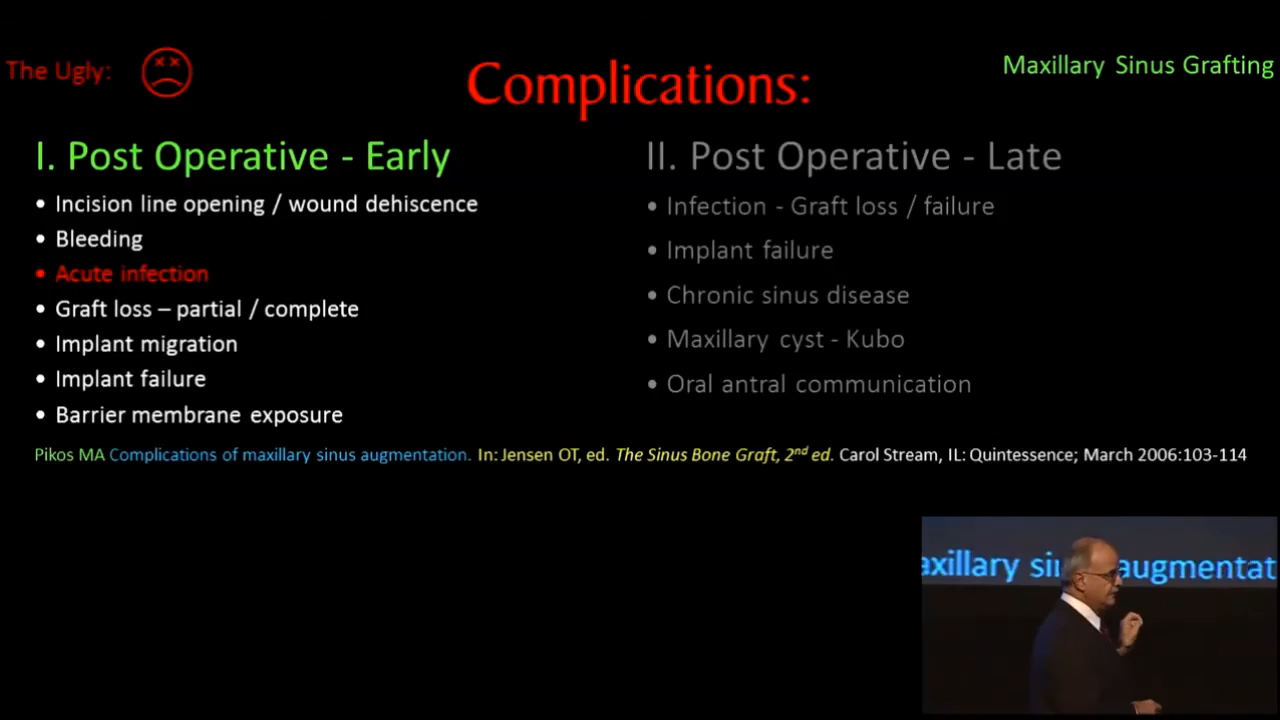 The Ugly:
Complications:
Maxillary Sinus Grafting
I. Post Operative - Early
• Incision line opening / wound dehiscence
• Bleeding
• Acute infection
• Graft loss – partial / complete
• Implant migration
• Implant failure
• Barrier membrane exposure
II. Post Operative - Late
• Infection - Graft loss / failure
• Implant failure
• Chronic sinus disease
• Maxillary cyst - Kubo
• Oral antral communication
Pikos MA Complications of maxillary sinus augmentation. In: Jensen OT, ed. The Sinus Bone Graft, 2nd ed. Carol Stream, IL: Quintessence; March 2006:103-114
axillary si augmentat